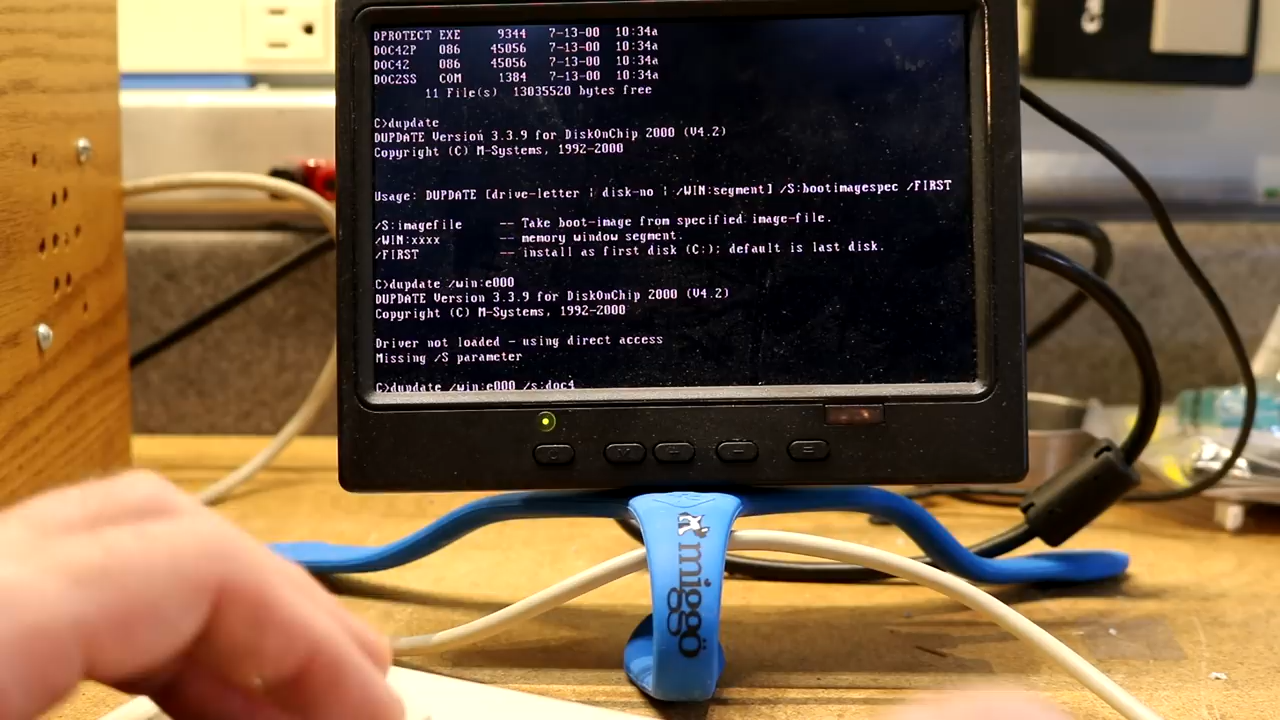 DPROTECT EXE 9344 7-13-00 10:34a
DOC42P 086 45056 7-13-00 10:34a
DOC42 086 45056 7-13-00 10:34a
DOC2SS COM 1384 7-13-00 10:34a
11 File(s) 13035520 bytes free
C>dupdate
DUPDATE Version 3.3.9 for DiskOnChip 2000 (V4.2)
Copyright (C) M-Systems, 1992-2000
Usage: DUPDATE [drive-letter | disk-no | /WIN:segment] /S:bootimagespec /FIRST
/S:imagefile -- Take boot-image from specified image-file.
/WIN:xxxx -- memory window segment.
/FIRST -- install as first disk (C:); default is last disk.
C>dupdate /win:e000
DUPDATE Version 3.3.9 for DiskOnChip 2000 (V4.2)
Copyright (C) M-Systems, 1992-2000
Driver not loaded - using direct access
Missing /S parameter
C>dupdate /win:e000 /s:doc4
miggö